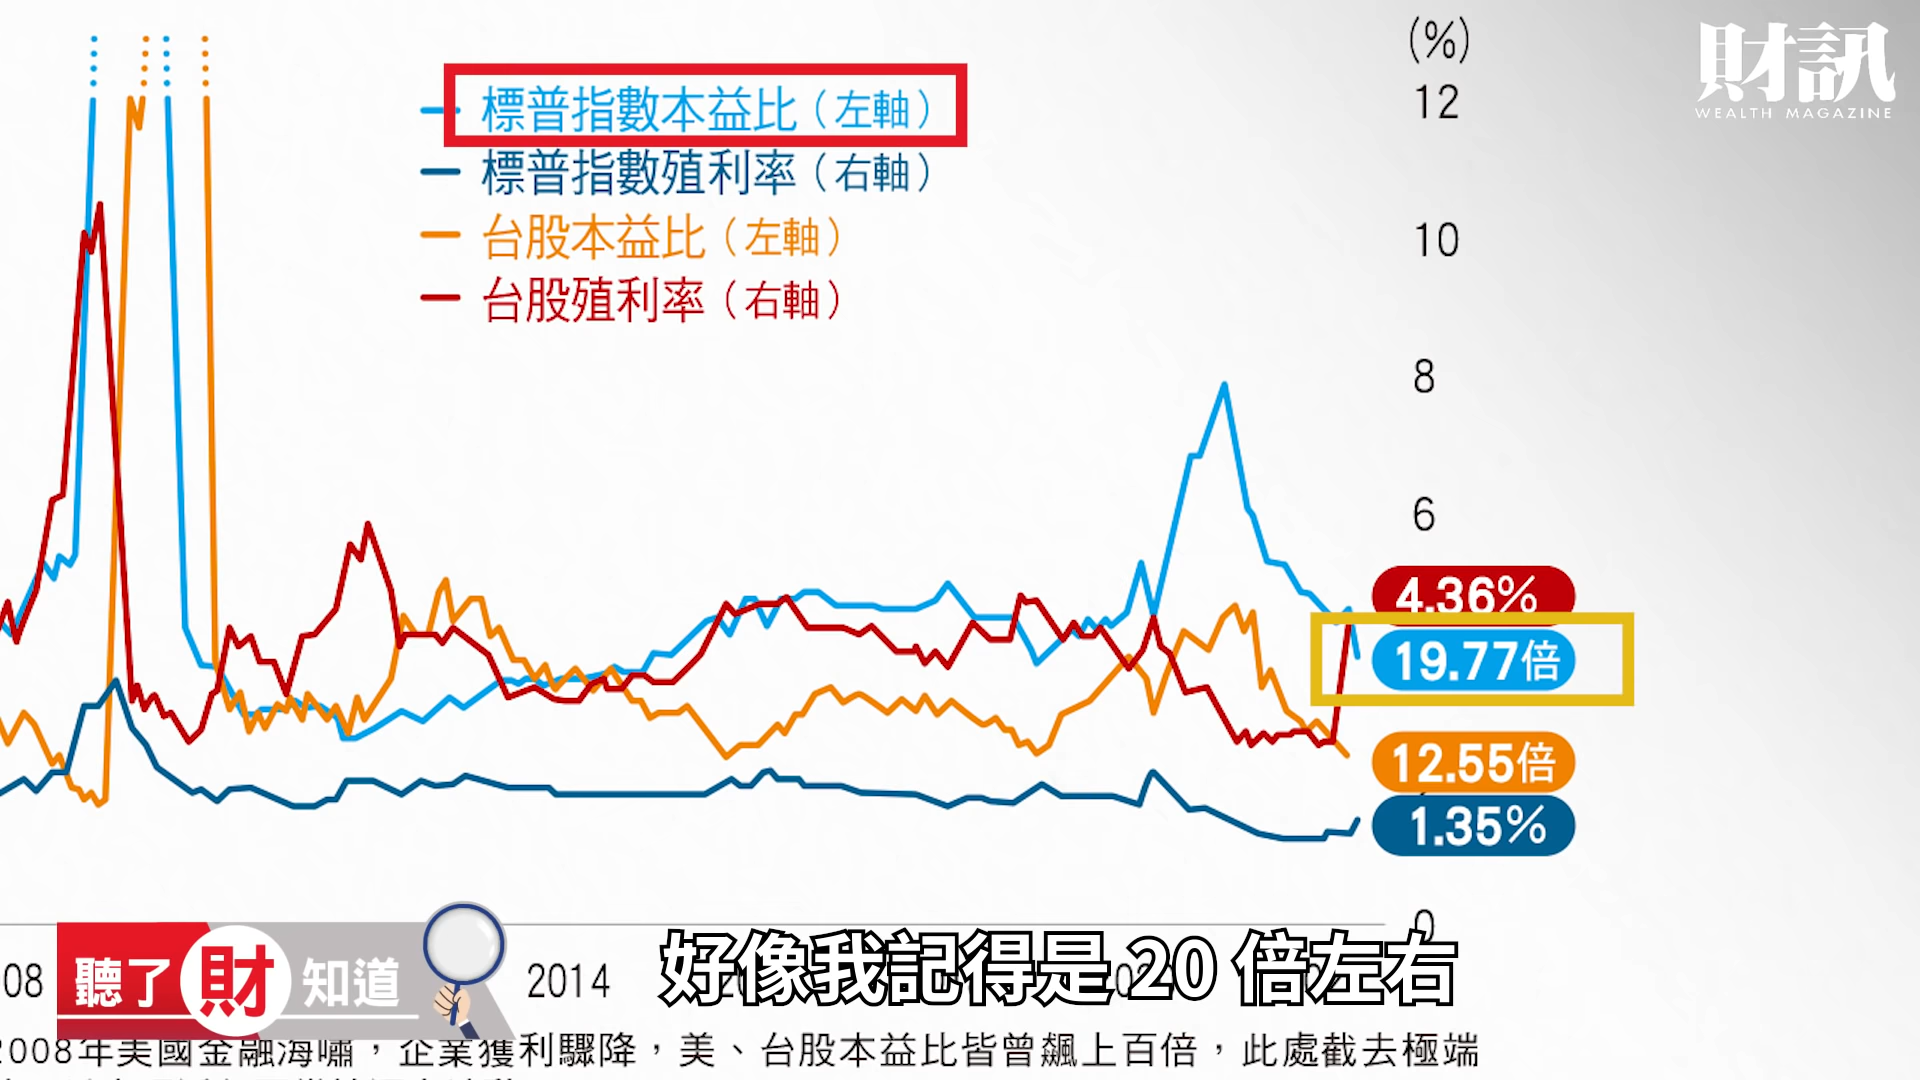 (%)
財訊
WEALTH MAGAZINE
12
標普指數本益比（左軸）
標普指數殖利率（右軸）
10
台股本益比（左軸）
台股殖利率（右軸）
8
6
4.36%
19.77倍
12.55倍
1.35%
0
08
2014
聽了財知道
好像我記得是 20 倍左右
2008年美國金融海嘯，企業獲利驟降，美、台股本益比皆曾飆上百倍，此處截去極端